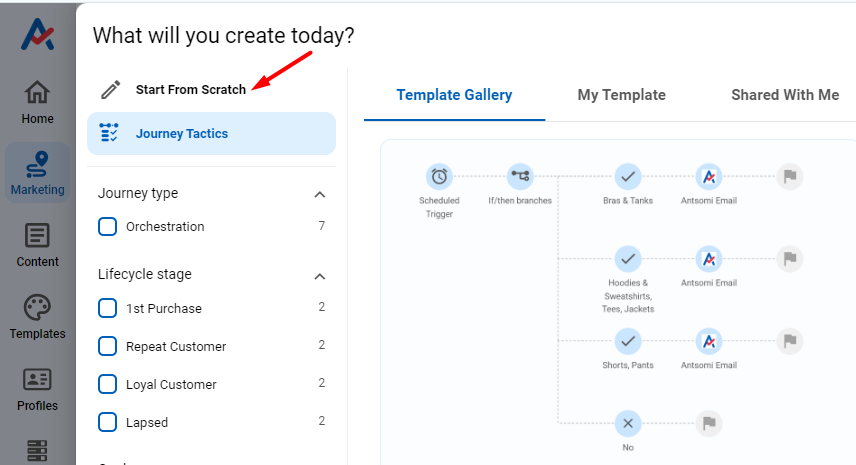 What will you create today?
Home
Marketing
Content
Templates
Profiles
Start From Scratch
Journey Tactics
Journey type
Orchestration 7
Lifecycle stage
1st Purchase 2
Repeat Customer 2
Loyal Customer 2
Lapsed 2
Template Gallery My Template Shared With Me
Scheduled
Trigger
If/then branches
Bras & Tanks
Antsomi Email
Hoodies &
Sweatshirts,
Tees, Jackets
Antsomi Email
Shorts, Pants
Antsomi Email
No